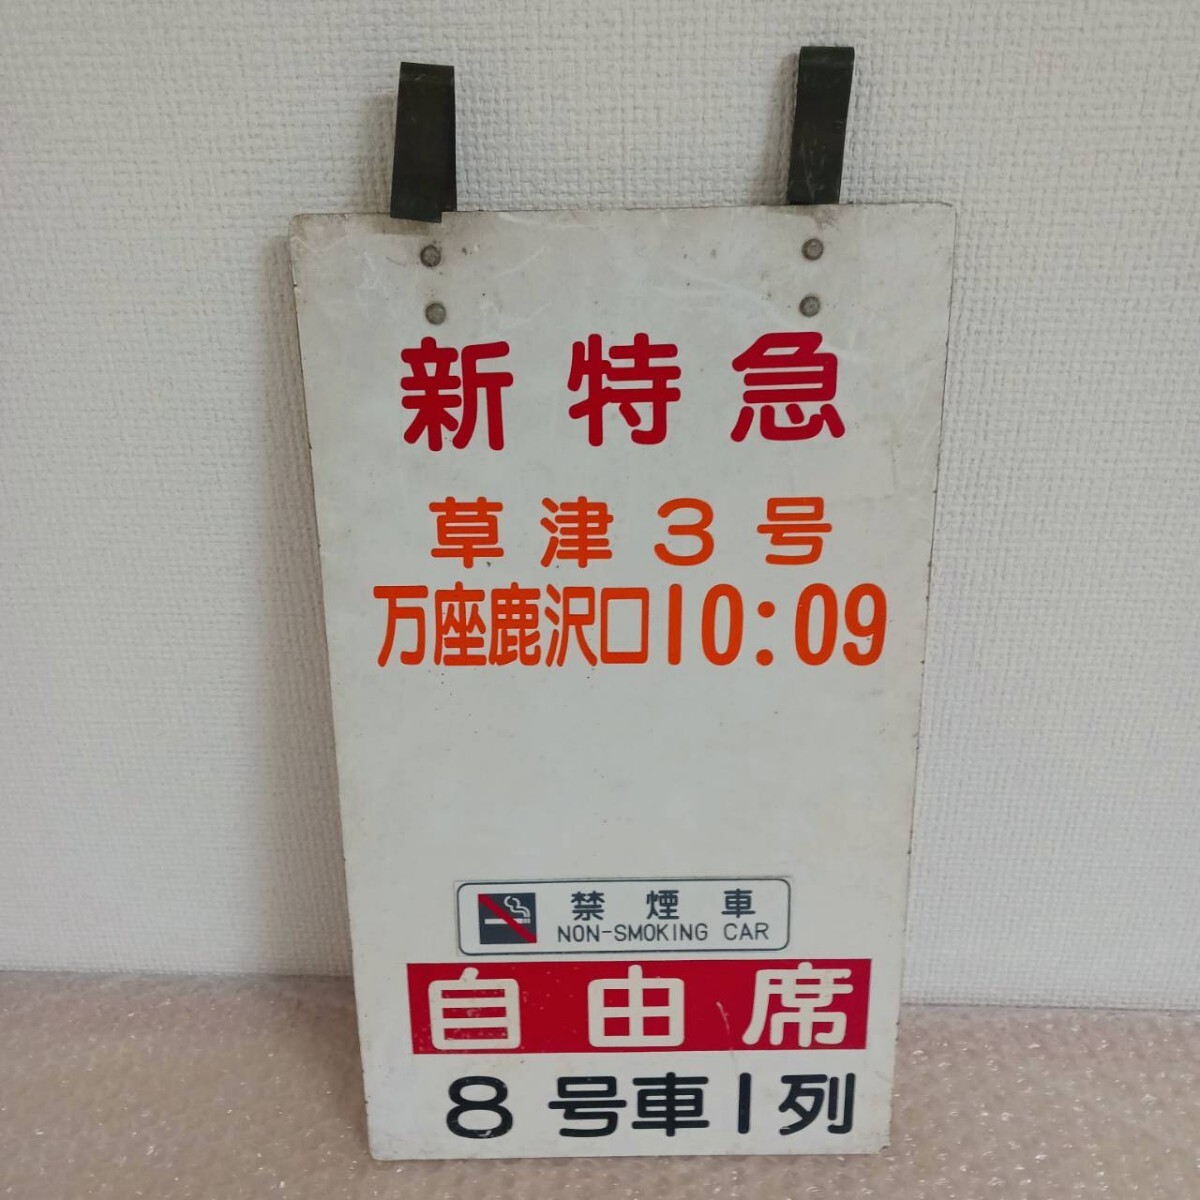 新特急
草津3号
万座鹿沢口10:09
禁煙車
NON-SMOKING CAR
自由席
8号車1列